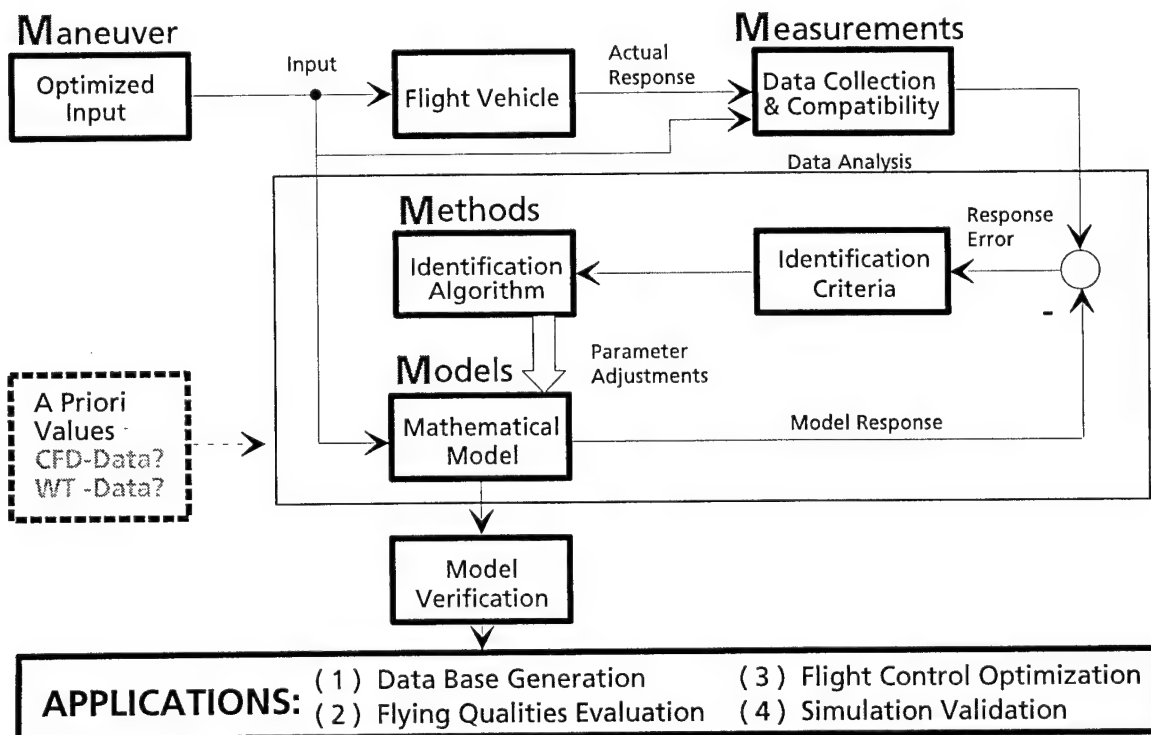 Maneuver
Optimized
Input
Input
Flight Vehicle
Actual
Response
Measurements
Data Collection
& Compatibility
Data Analysis
Methods
Identification
Algorithm
Identification
Criteria
Response
Error
-
Parameter
Adjustments
A Priori
Values
CFD-Data?
WT -Data?
Models
Mathematical
Model
Model Response
Model
Verification
APPLICATIONS:
( 1 ) Data Base Generation
( 2 ) Flying Qualities Evaluation
( 3 ) Flight Control Optimization
( 4 ) Simulation Validation